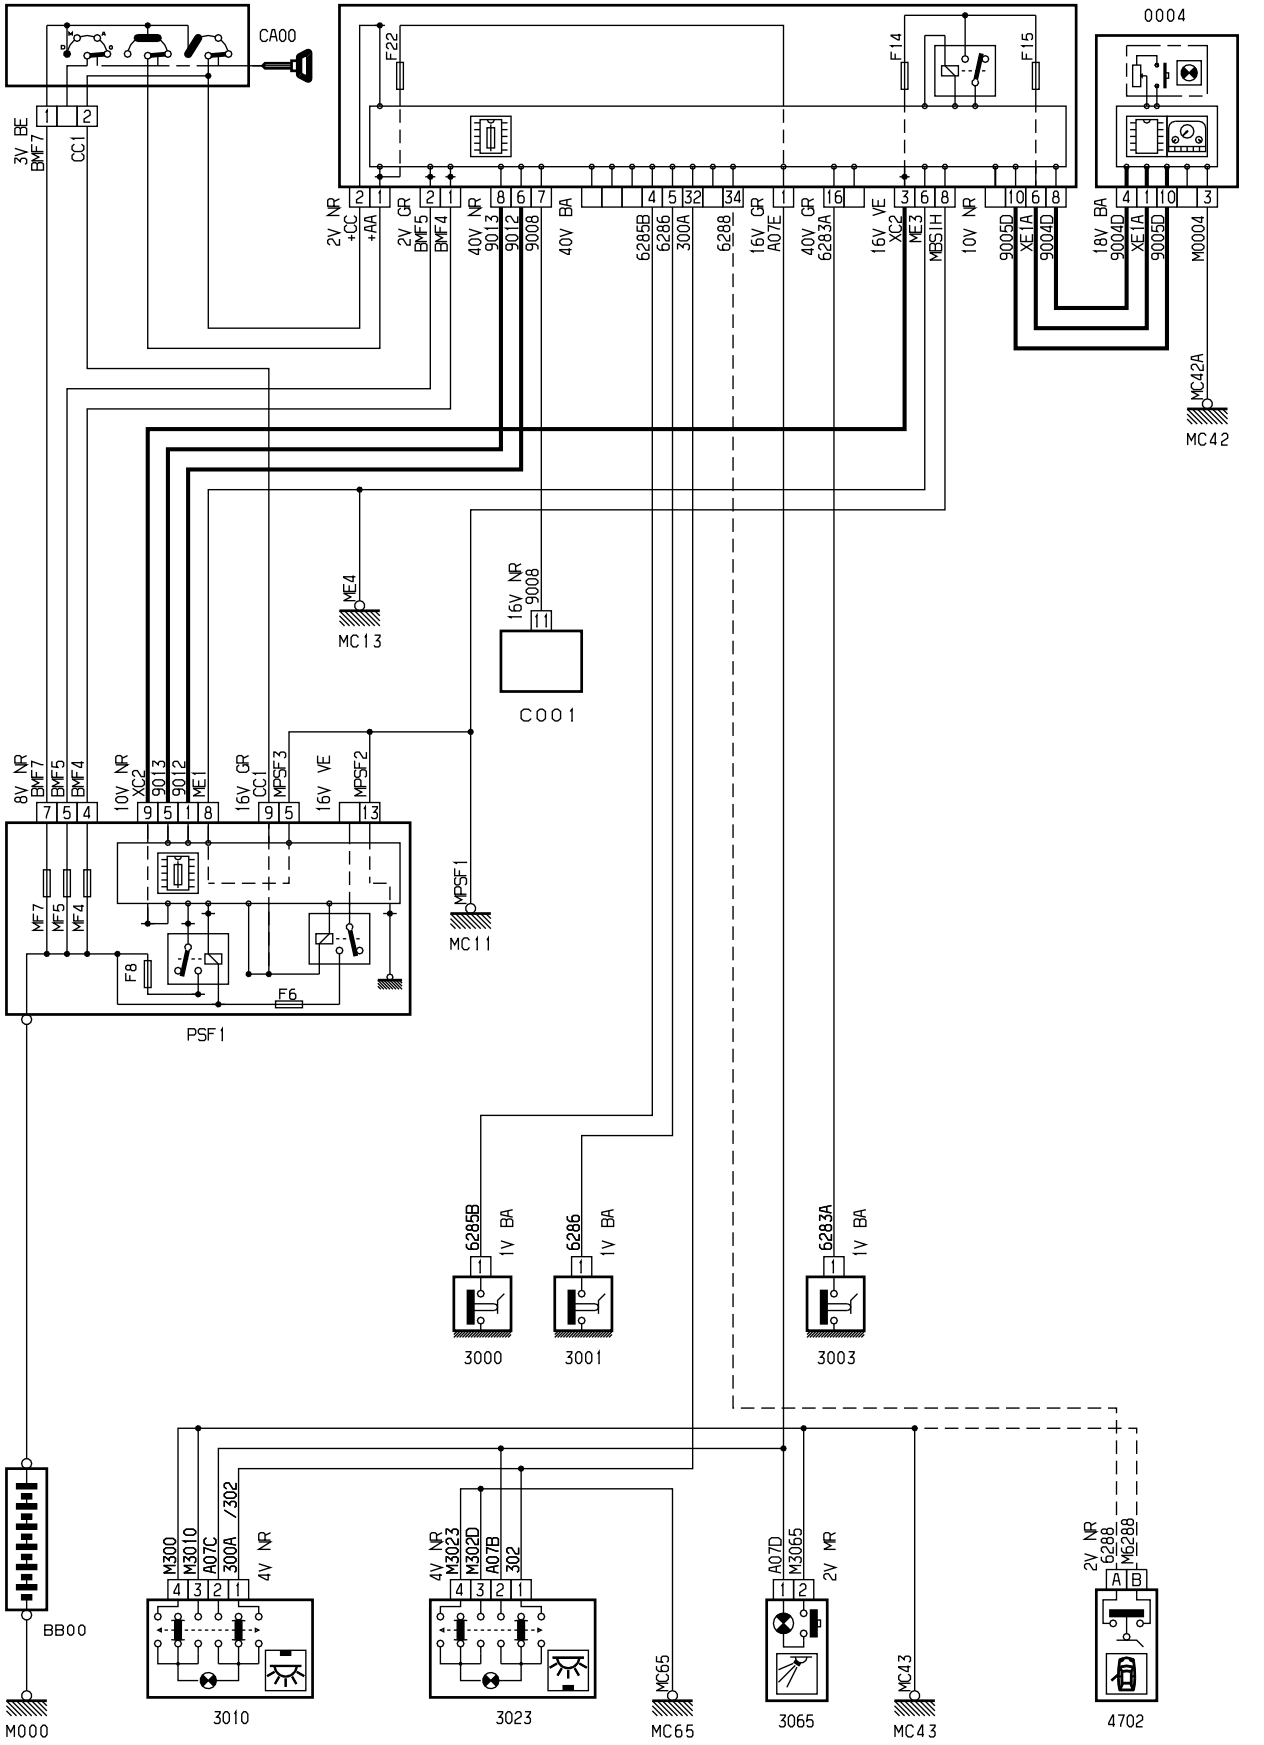 CA00
D M A D
1 2
3V BE
BMF7
CC1
F22
F14
F15
0004
2 1 2 1 8 6 7 4 5 32 34 1 16 3 6 8 10 6 8
4 1 10 3
2V NR
+CC
+AA
2V GR
BMF5
BMF4
40V NR
9013
9012
9008
40V BA
6285B
6286
300A
6288
16V GR
A07E
40V GR
6283A
16V VE
XC2
ME3
MBSIH
10V NR
9005D
XE1A
9004D
18V BA
9004D
XE1A
9005D
M0004
MC42A
MC42
ME4
MC13
16V NR
9008
11
C001
8V NR
BMF7
BMF5
BMF4
10V NR
XC2
9013
9012
ME1
16V GR
CC1
MPSF3
16V VE
MPSF2
7 5 4 9 5 1 8 9 5 13
MF7
MF5
MF4
F8
F6
PSF1
MPSF1
MC11
6285B
1V BA
1
3000
6286
1V BA
1
3001
6283A
1V BA
1
3003
M300
M3010
A07C
300A /302
4V NR
4 3 2 1
3010
4V NR
M3023
M302D
A07B
302
4 3 2 1
3023
MC65
MC65
A07D
M3065
2V MR
1 2
3065
MC43
MC43
2V NR
6288
M6288
A B
4702
BB00
M000